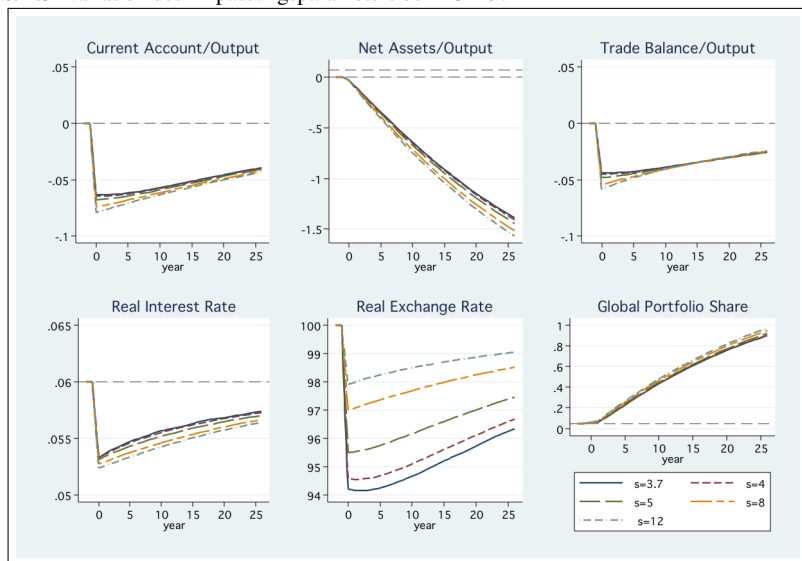 Current Account/Output
Net Assets/Output
Trade Balance/Output
.05
0
-.05
-.1
0 5 10 15 20 25
year
0
-.5
-1
-1.5
0 5 10 15 20 25
year
.05
0
-.05
-.1
0 5 10 15 20 25
year
Real Interest Rate
Real Exchange Rate
Global Portfolio Share
.065
.06
.055
.05
0 5 10 15 20 25
year
100
99
98
97
96
95
94
0 5 10 15 20 25
year
1
.8
.6
.4
.2
0
0 5 10 15 20 25
year
s=3.7
s=4
s=5
s=8
s=12